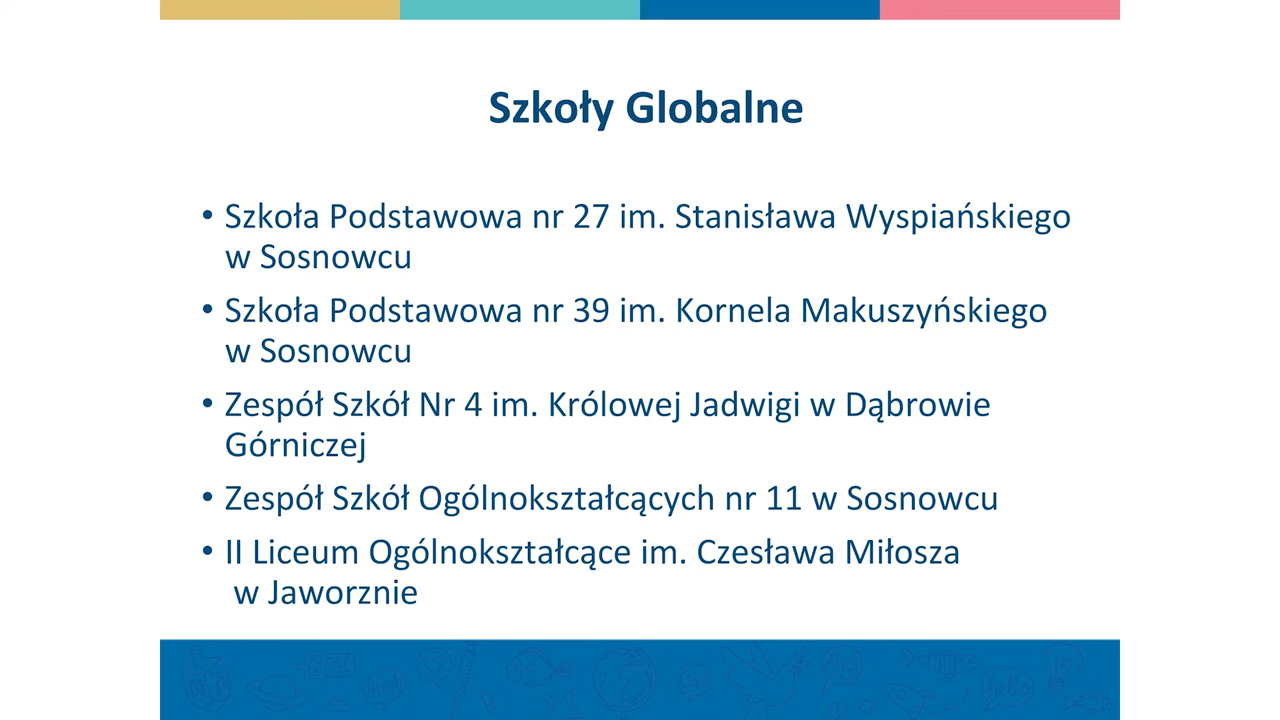 Szkoły Globalne
• Szkoła Podstawowa nr 27 im. Stanisława Wyspiańskiego
w Sosnowcu
• Szkoła Podstawowa nr 39 im. Kornela Makuszyńskiego
w Sosnowcu
• Zespół Szkół Nr 4 im. Królowej Jadwigi w Dąbrowie
Górniczej
• Zespół Szkół Ogólnokształcących nr 11 w Sosnowcu
• II Liceum Ogólnokształcące im. Czesława Miłosza
w Jaworznie